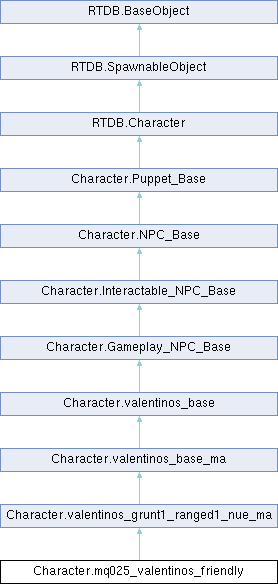 RTDB.BaseObject
RTDB.SpawnableObject
RTDB.Character
Character.Puppet_Base
Character.NPC_Base
Character.Interactable_NPC_Base
Character.Gameplay_NPC_Base
Character.valentinos_base
Character.valentinos_base_ma
Character.valentinos_grunt1_ranged1_nue_ma
Character.mq025_valentinos_friendly